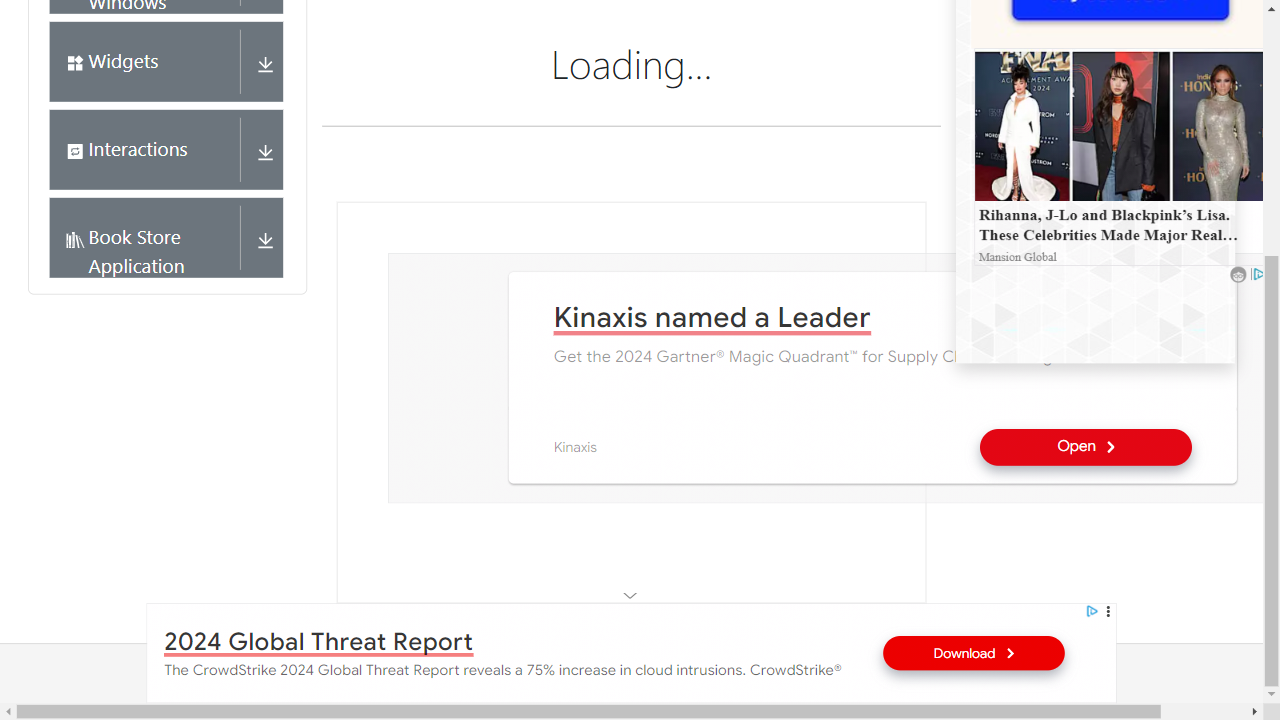 Windows
Widgets
Interactions
Book Store
Application
Loading...
Rihanna, J-Lo and Blackpink’s Lisa.
These Celebrities Made Major Real…
Mansion Global
Kinaxis named a Leader
Get the 2024 Gartner® Magic Quadrant™ for Supply
Kinaxis
Open
2024 Global Threat Report
The CrowdStrike 2024 Global Threat Report reveals a 75% increase in cloud intrusions. CrowdStrike®
Download